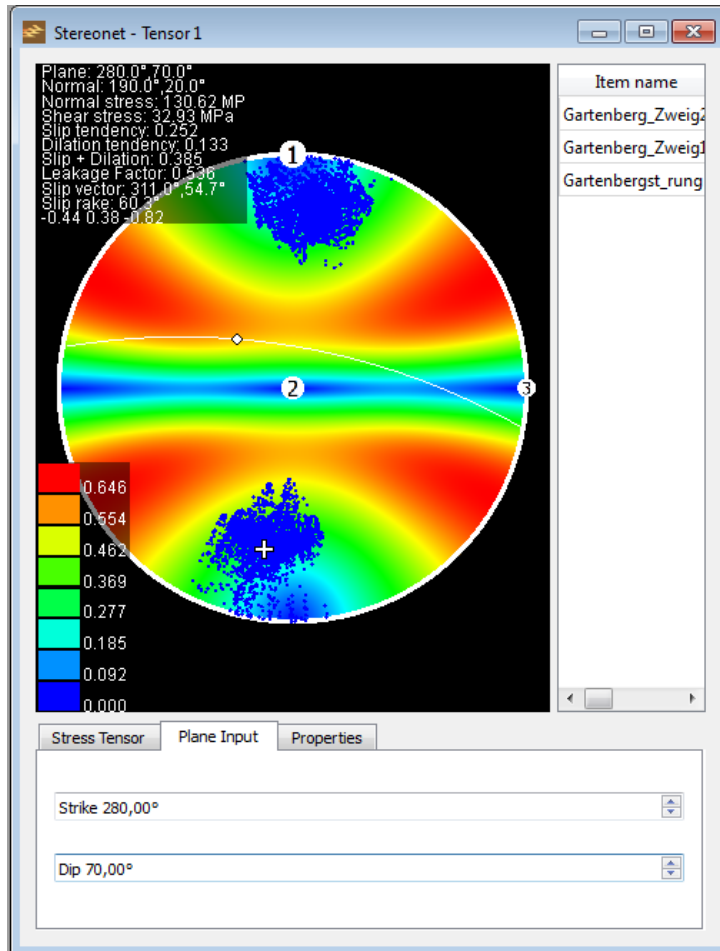 Stereonet - Tensor 1
Plane: 280.0°,70.0°
Normal: 190.0°,20.0°
Normal stress: 130.62 MP
Shear stress: 32.93 MPa
Slip tendency: 0.252
Dilation tendency: 0.133
Slip + Dilation: 0.385
Leakage Factor: 0.536
Slip vector: 311.0°,54.7°
Slip rake: 60.3°
-0.44 0.38 -0.82
1
2
3
0.646
0.554
0.462
0.369
0.277
0.185
0.092
0.000
Item name
Gartenberg_Zweig2
Gartenberg_Zweig1
Gartenbergst_rung
Stress Tensor
Plane Input
Properties
Strike 280,00°
Dip 70,00°